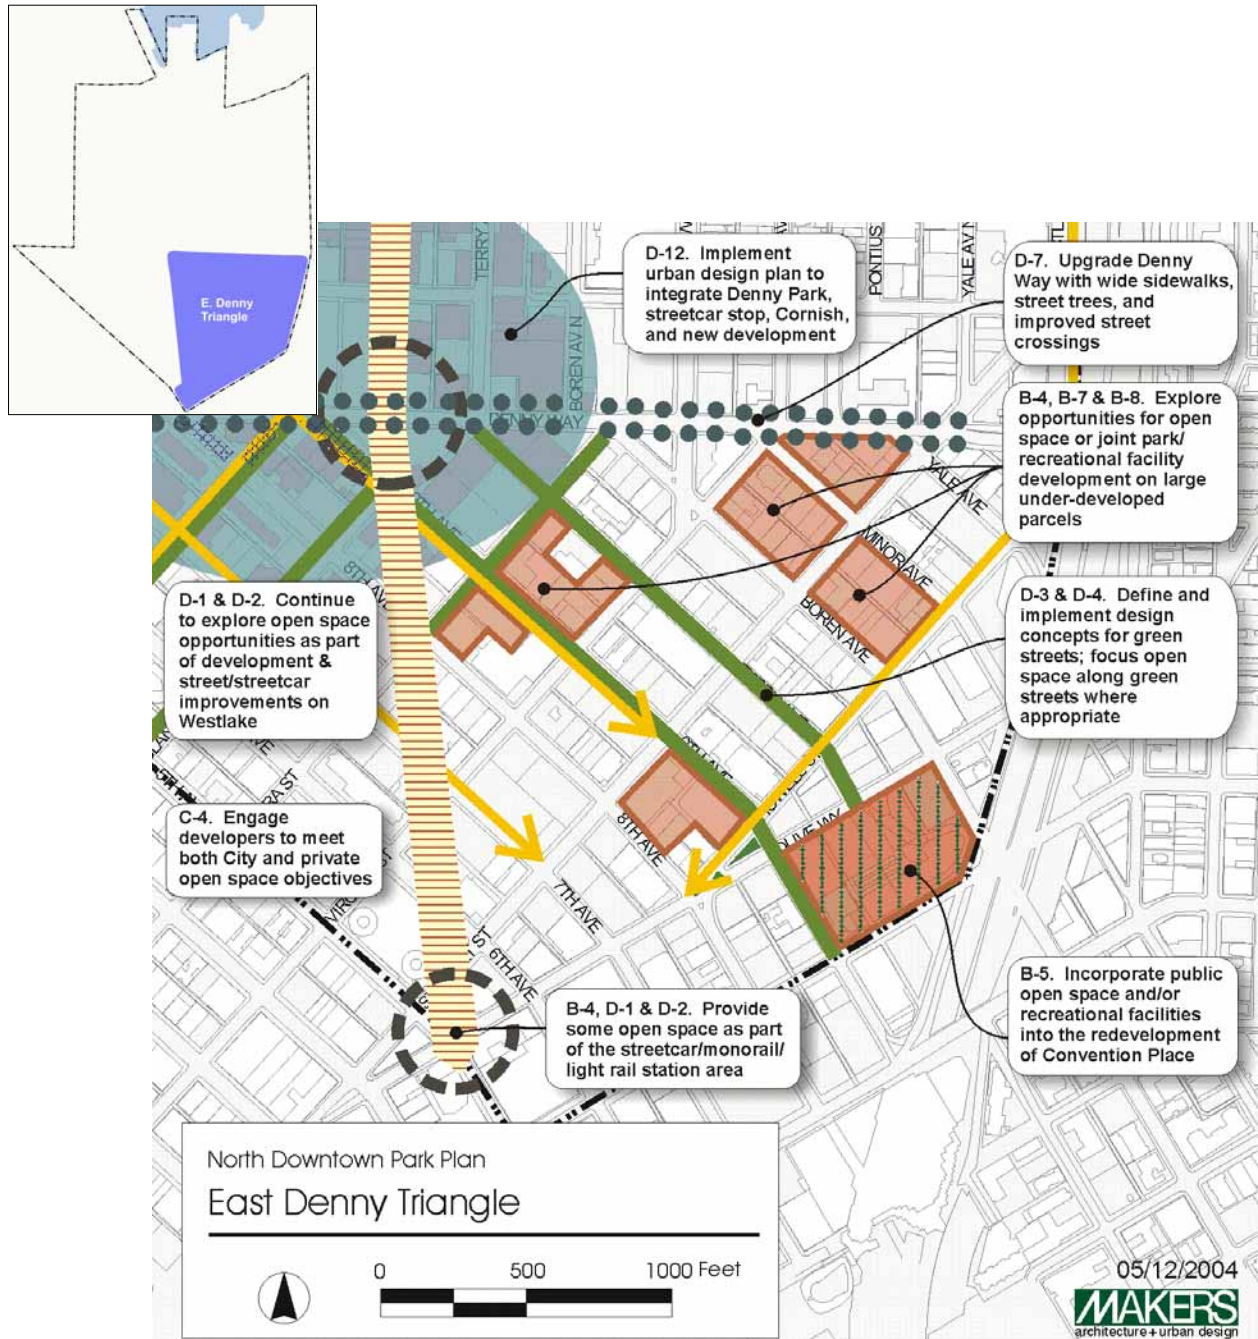 E. Denny
Triangle
TERRY
BOREN AV N
PONTIUS
YALE AV N
D-12. Implement
urban design plan to
integrate Denny Park,
streetcar stop, Cornish,
and new development
D-7. Upgrade Denny
Way with wide sidewalks,
street trees, and
improved street
crossings
DENNY WAY
B-4, B-7 & B-8. Explore
opportunities for open
space or joint park/
recreational facility
development on large
under-developed
parcels
YALE AVE
MINOR AVE
BOREN AVE
8TH AVE
D-1 & D-2. Continue
to explore open space
opportunities as part
of development &
street/streetcar
improvements on
Westlake
D-3 & D-4. Define and
implement design
concepts for green
streets; focus open
space along green
streets where
appropriate
9TH AVE
8TH AVE
OLIVE WY
7TH AVE
6TH AVE
C-4. Engage
developers to meet
both City and private
open space objectives
B-4, D-1 & D-2. Provide
some open space as part
of the streetcar/monorail/
light rail station area
B-5. Incorporate public
open space and/or
recreational facilities
into the redevelopment
of Convention Place
North Downtown Park Plan
East Denny Triangle
0 500 1000 Feet
05/12/2004
MAKERS
architecture + urban design